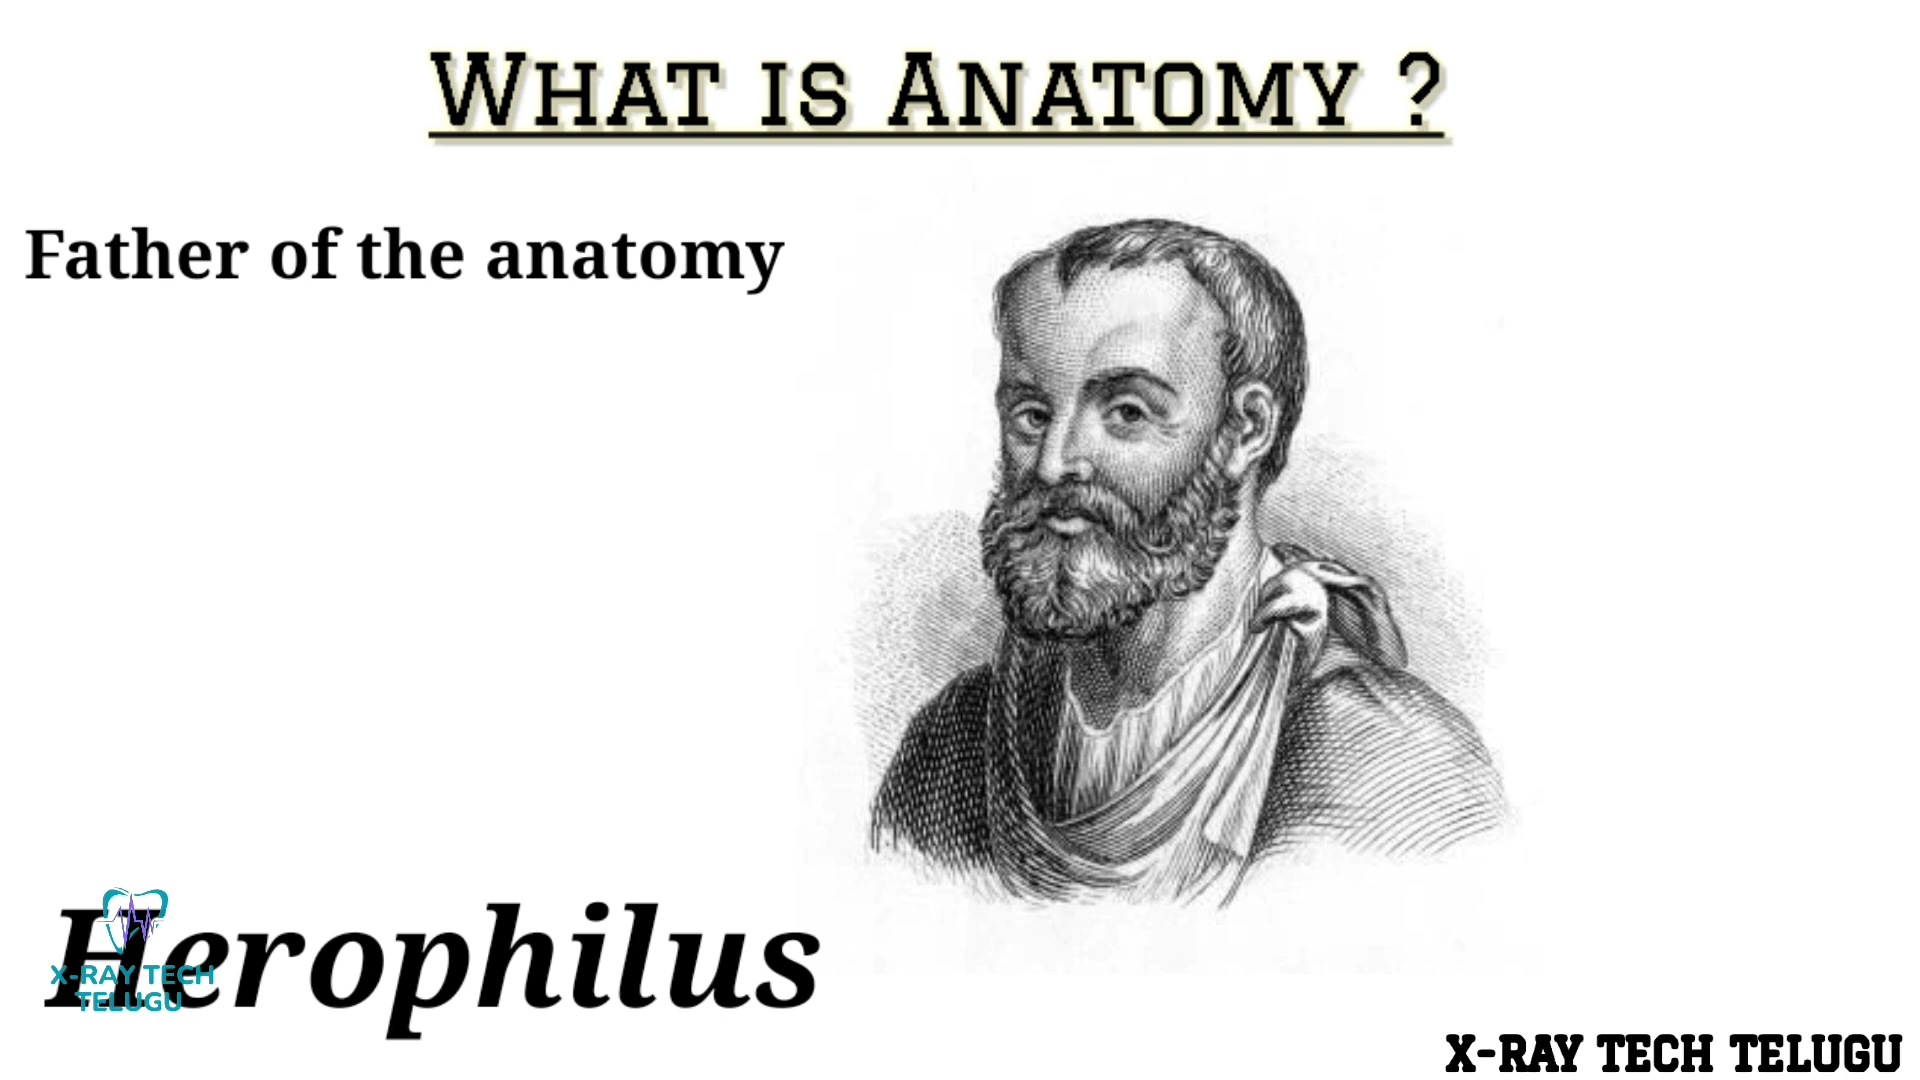 WHAT IS ANATOMY ?
Father of the anatomy
Herophilus
X-RAY TECH
TELUGU
X-RAY TECH TELUGU